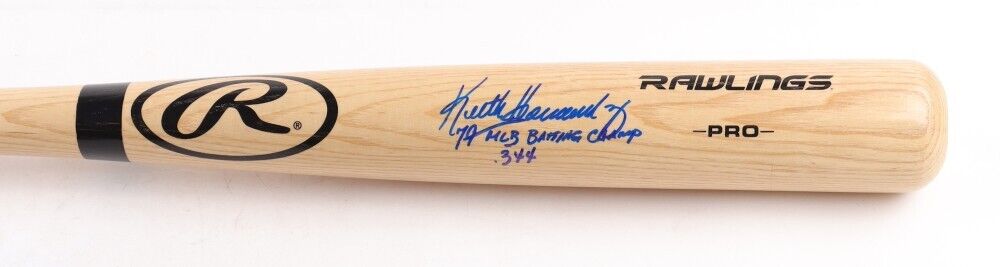 R®
Keith Hernandez
79 MLB BATTING CHAMP
.344
RAWLINGS
-PRO-